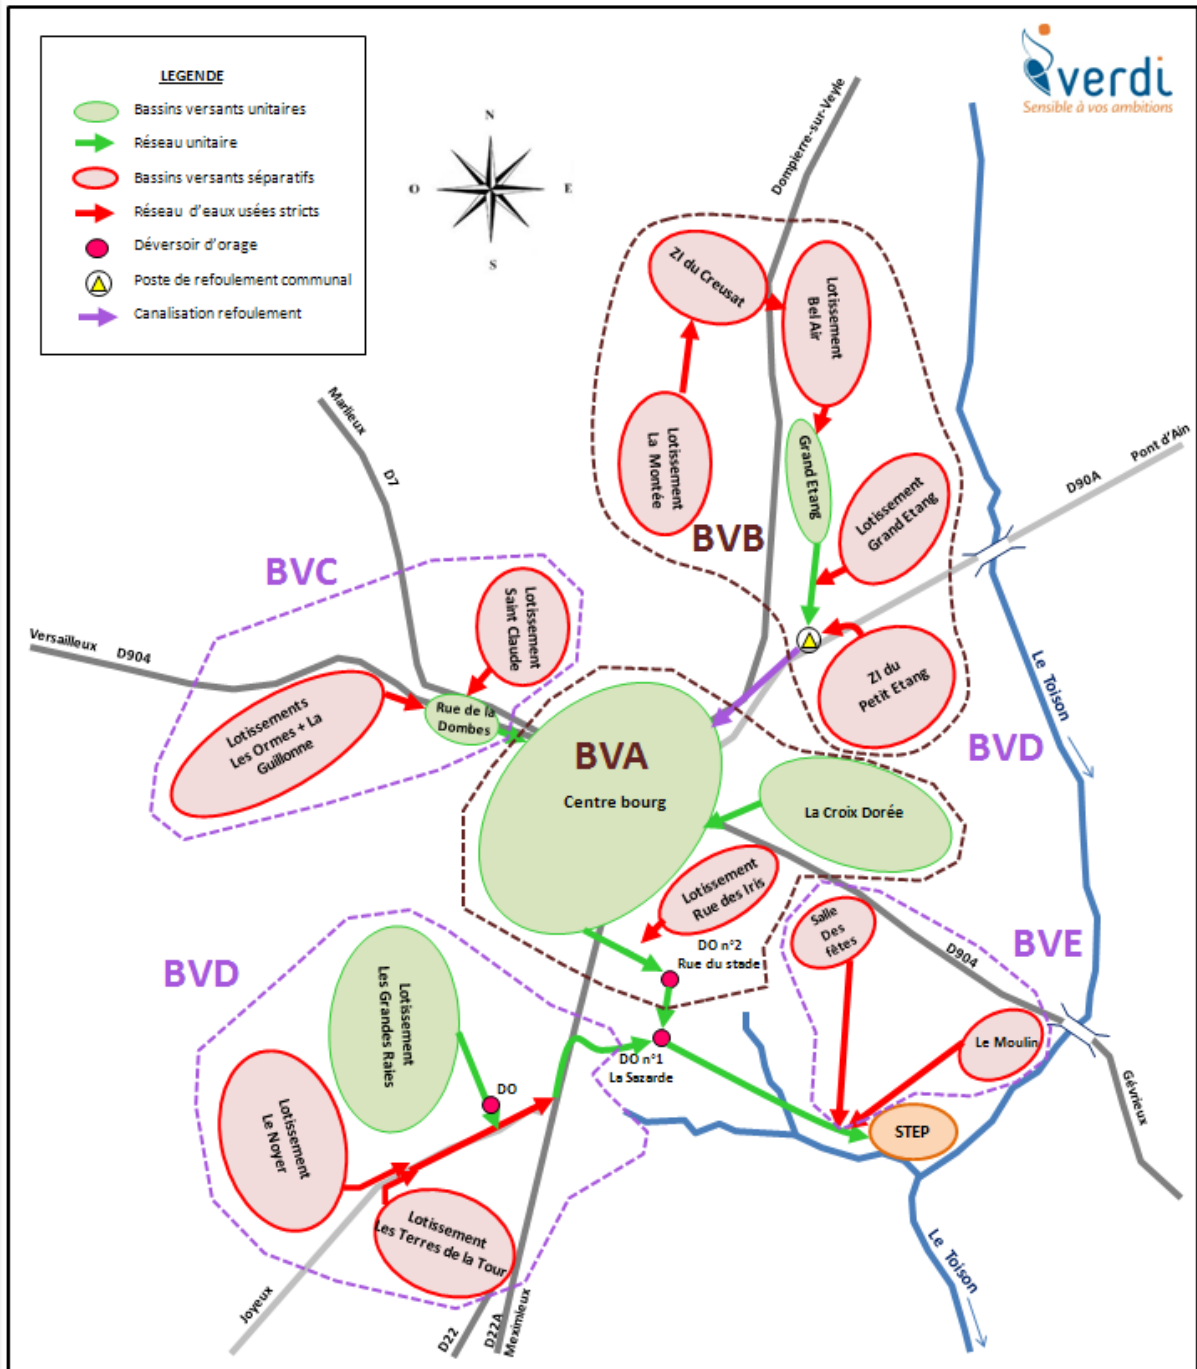 LEGENDE
Bassins versants unitaires
Réseau unitaire
Bassins versants séparatifs
Réseau d'eaux usées stricts
Déversoir d'orage
Poste de refoulement communal
Canalisation refoulement
N
O
E
S
verdi
Sensible à vos ambitions
Dompierre-sur-Veyle
ZI du Creusat
Lotissement
Bel Air
Lotissement
La Montée
Grand Etang
Lotissement
Grand Etang
BVB
Pont d'Ain
D90A
Marlieux
D7
BVC
Lotissement
Saint Claude
Versailleux
D904
Rue de la
Dombes
Lotissements
Les Ormes + La
Guillonne
ZI du
Petit Etang
Le Toison
BVD
BVA
Centre bourg
La Croix Dorée
Lotissement
Rue des Iris
DO n°2
Rue du stade
Salle
Des
fêtes
BVE
D904
BVD
Lotissement
Les Grandes Raies
DO
DO n°1
La Sazarde
Le Moulin
Gévrieux
STEP
Lotissement
Le Noyer
Lotissement
Les Terres de la Tour
Joyeux
D22
D22A
Meximieux
Le Toison